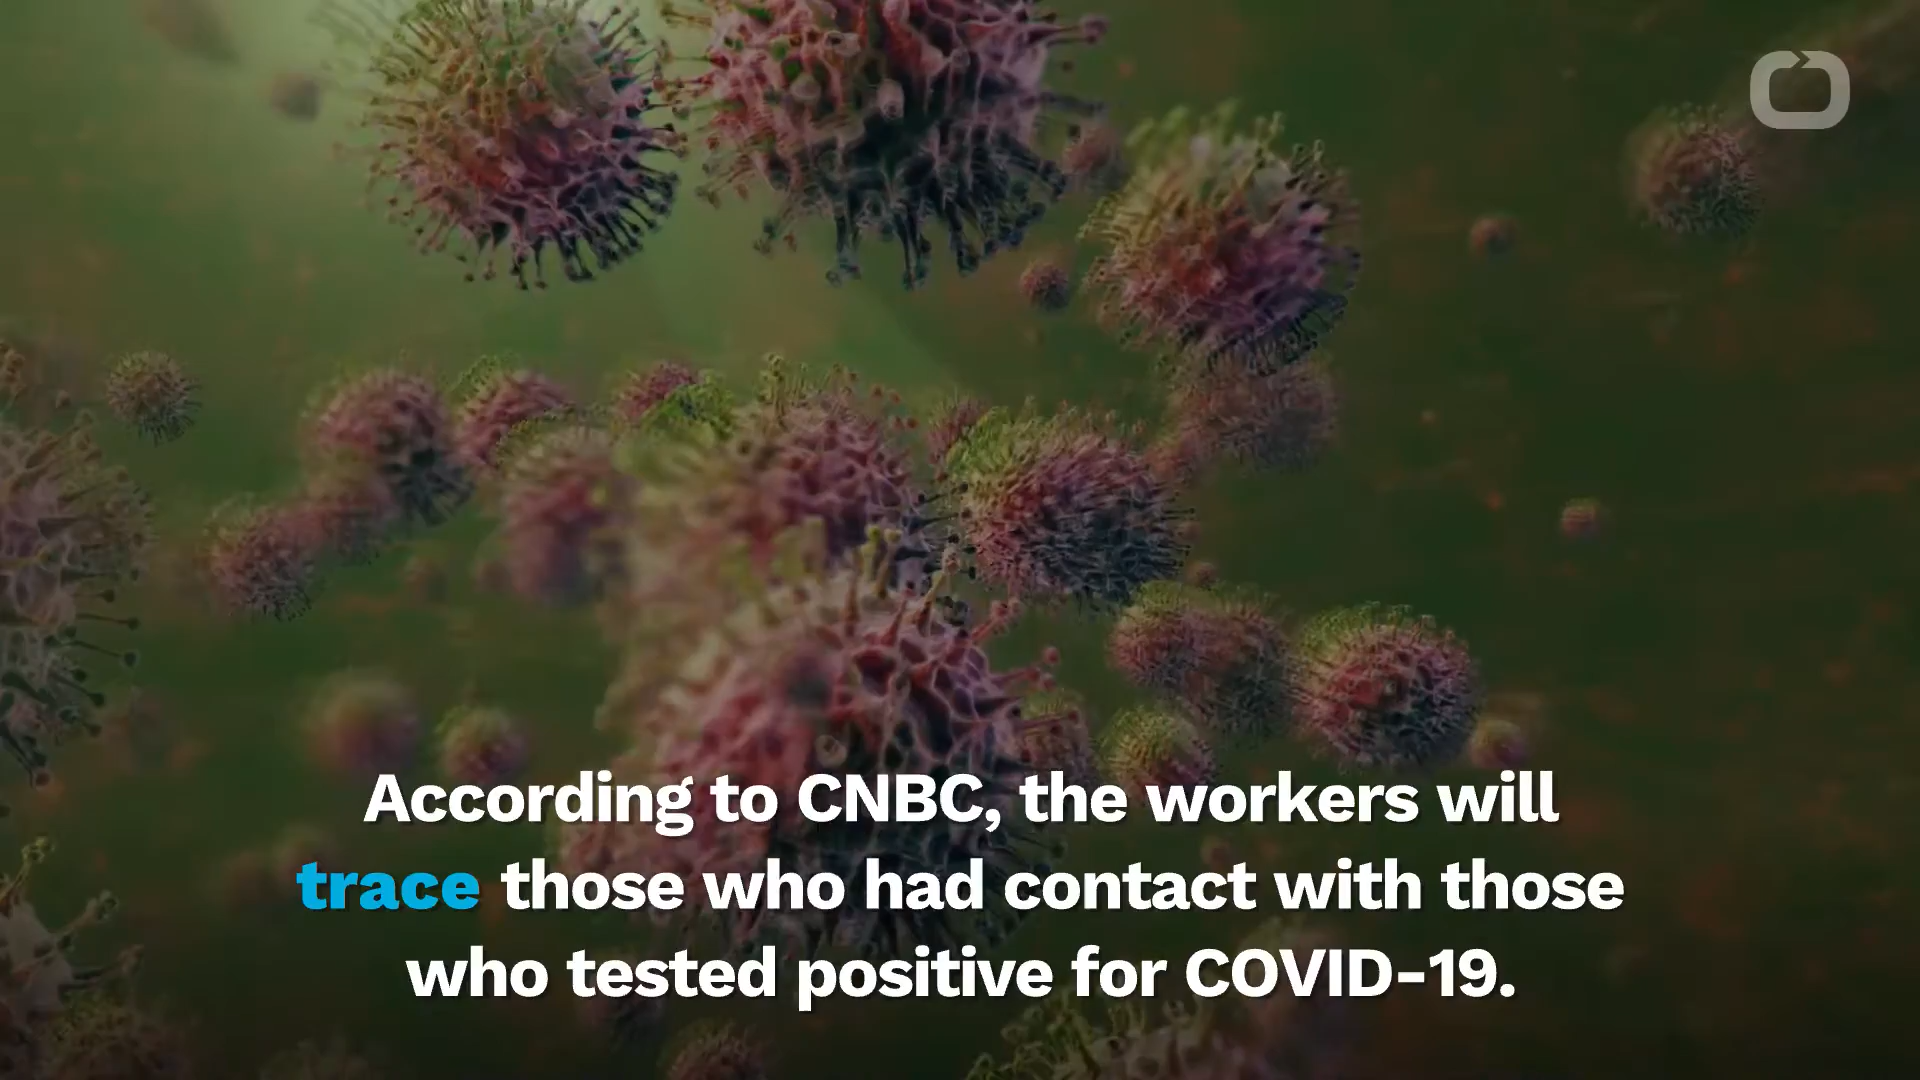 According to CNBC, the workers will
trace those who had contact with those
who tested positive for COVID-19.